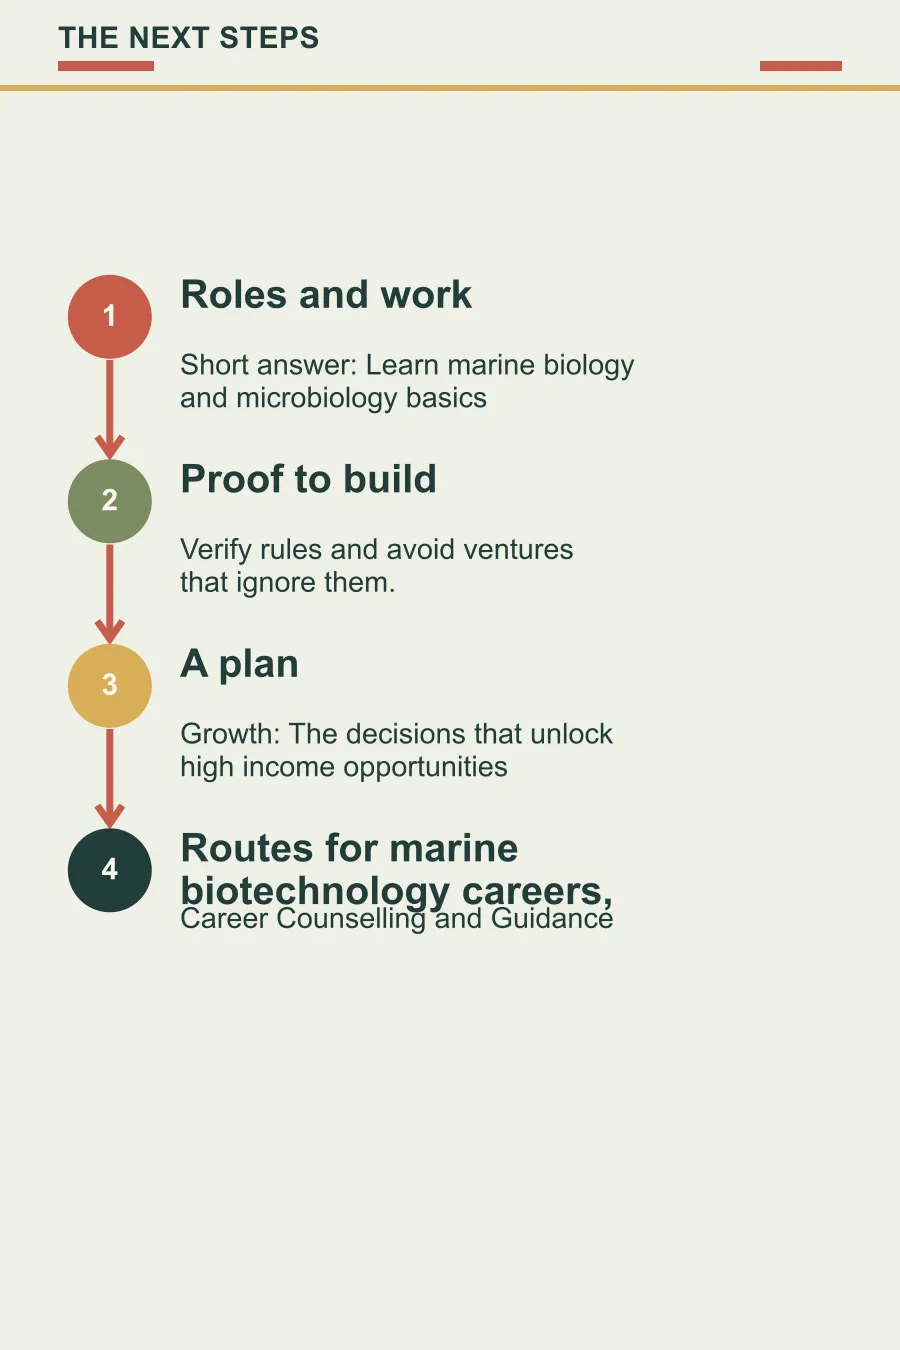 THE NEXT STEPS
1
Roles and work
Short answer: Learn marine biology
and microbiology basics
2
Proof to build
Verify rules and avoid ventures
that ignore them.
3
A plan
Growth: The decisions that unlock
high income opportunities
4
Routes for marine
biotechnology careers,
Career Counselling and Guidance